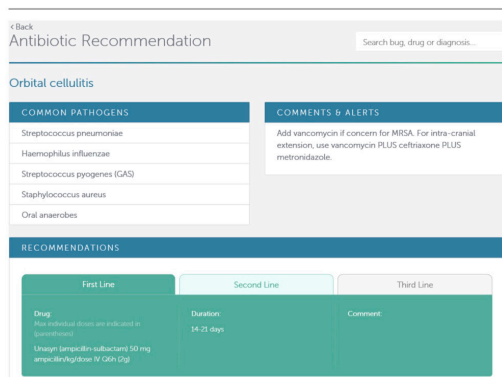 < Back
Antibiotic Recommendation
Search bug, drug or diagnosis...
Orbital cellulitis
COMMON PATHOGENS
Streptococcus pneumoniae
Haemophilus influenzae
Streptococcus pyogenes (GAS)
Staphylococcus aureus
Oral anaerobes
COMMENTS & ALERTS
Add vancomycin if concern for MRSA. For intra-cranial
extension, use vancomycin PLUS ceftriaxone PLUS
metronidazole.
RECOMMENDATIONS
First Line
Second Line
Third Line
Drug:
Max individual doses are indicated in
(parentheses)
Unasyn (ampicillin-sulbactam) 50 mg
ampicillin/kg/dose IV Q6h (2g)
Duration:
14-21 days
Comment: